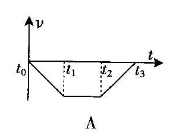 v
t
t₀ t₁ t₂ t₃
A